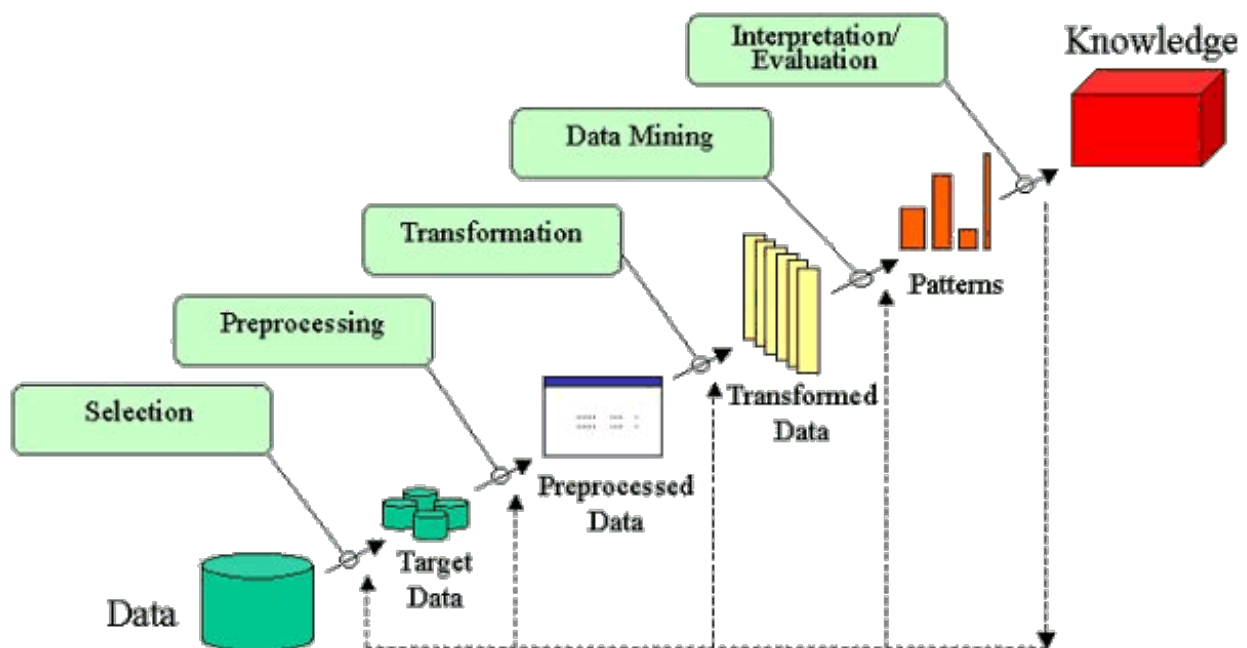 Interpretation/
Evaluation
Knowledge
Data Mining
Transformation
Patterns
Preprocessing
Transformed
Data
Selection
Preprocessed
Data
Target
Data
Data